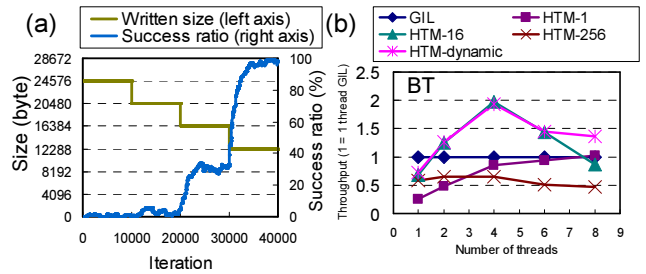 (a)
Written size (left axis)
Success ratio (right axis)
28672
24576
20480
16384
12288
8192
4096
0
Size (byte)
100
80
60
40
20
0
Success ratio (%)
0 10000 20000 30000 40000
Iteration
(b)
GIL HTM-1
HTM-16 HTM-256
HTM-dynamic
BT
2.5
2
1.5
1
0.5
0
Throughput (1 = 1 thread GIL)
0 1 2 3 4 5 6 7 8 9
Number of threads